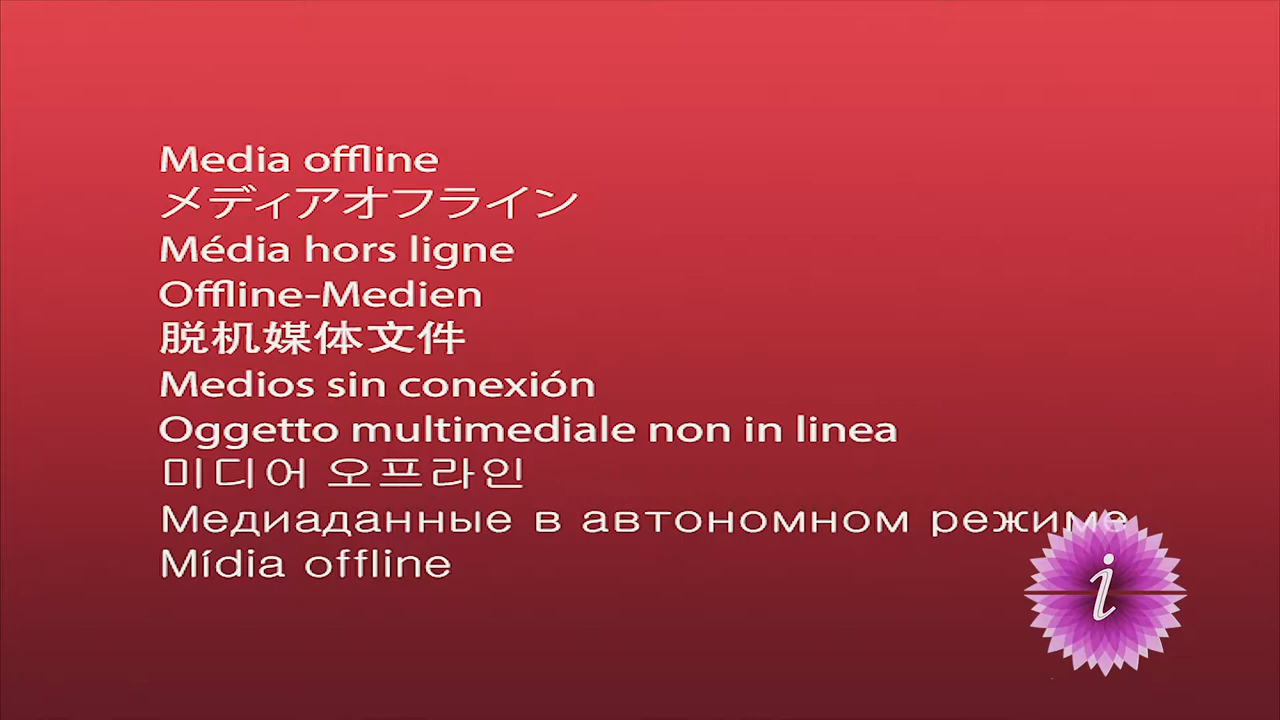 Media offline
メディアオフライン
Média hors ligne
Offline-Medien
脱机媒体文件
Medios sin conexión
Oggetto multimediale non in linea
미디어 오프라인
Медиаданные в автономном режиме
Mídia offline
i